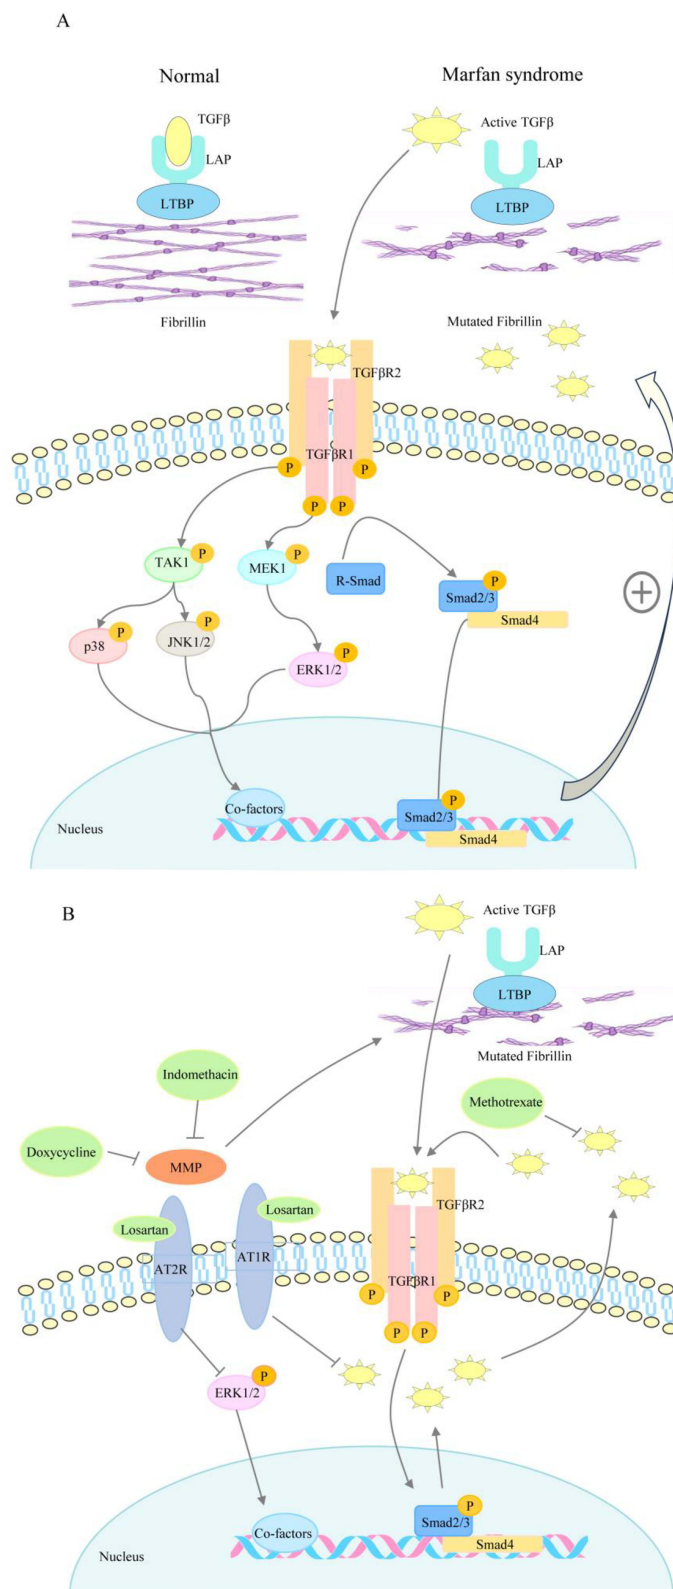 A
Normal
Marfan syndrome
TGFβ
LAP
LTBP
Fibrillin
Active TGFβ
LAP
LTBP
Mutated Fibrillin
TGFβR2
TGFβR1
P
P
P
P
TAK1
P
MEK1
P
R-Smad
P
Smad2/3
Smad4
p38
P
JNK1/2
P
ERK1/2
P
Co-factors
Nucleus
P
Smad2/3
Smad4
B
Active TGFβ
LAP
LTBP
Mutated Fibrillin
Indomethacin
Methotrexate
Doxycycline
MMP
TGFβR2
Losartan
Losartan
AT2R
AT1R
TGFβR1
P
P
P
P
ERK1/2
P
P
Smad2/3
Co-factors
Smad4
Nucleus